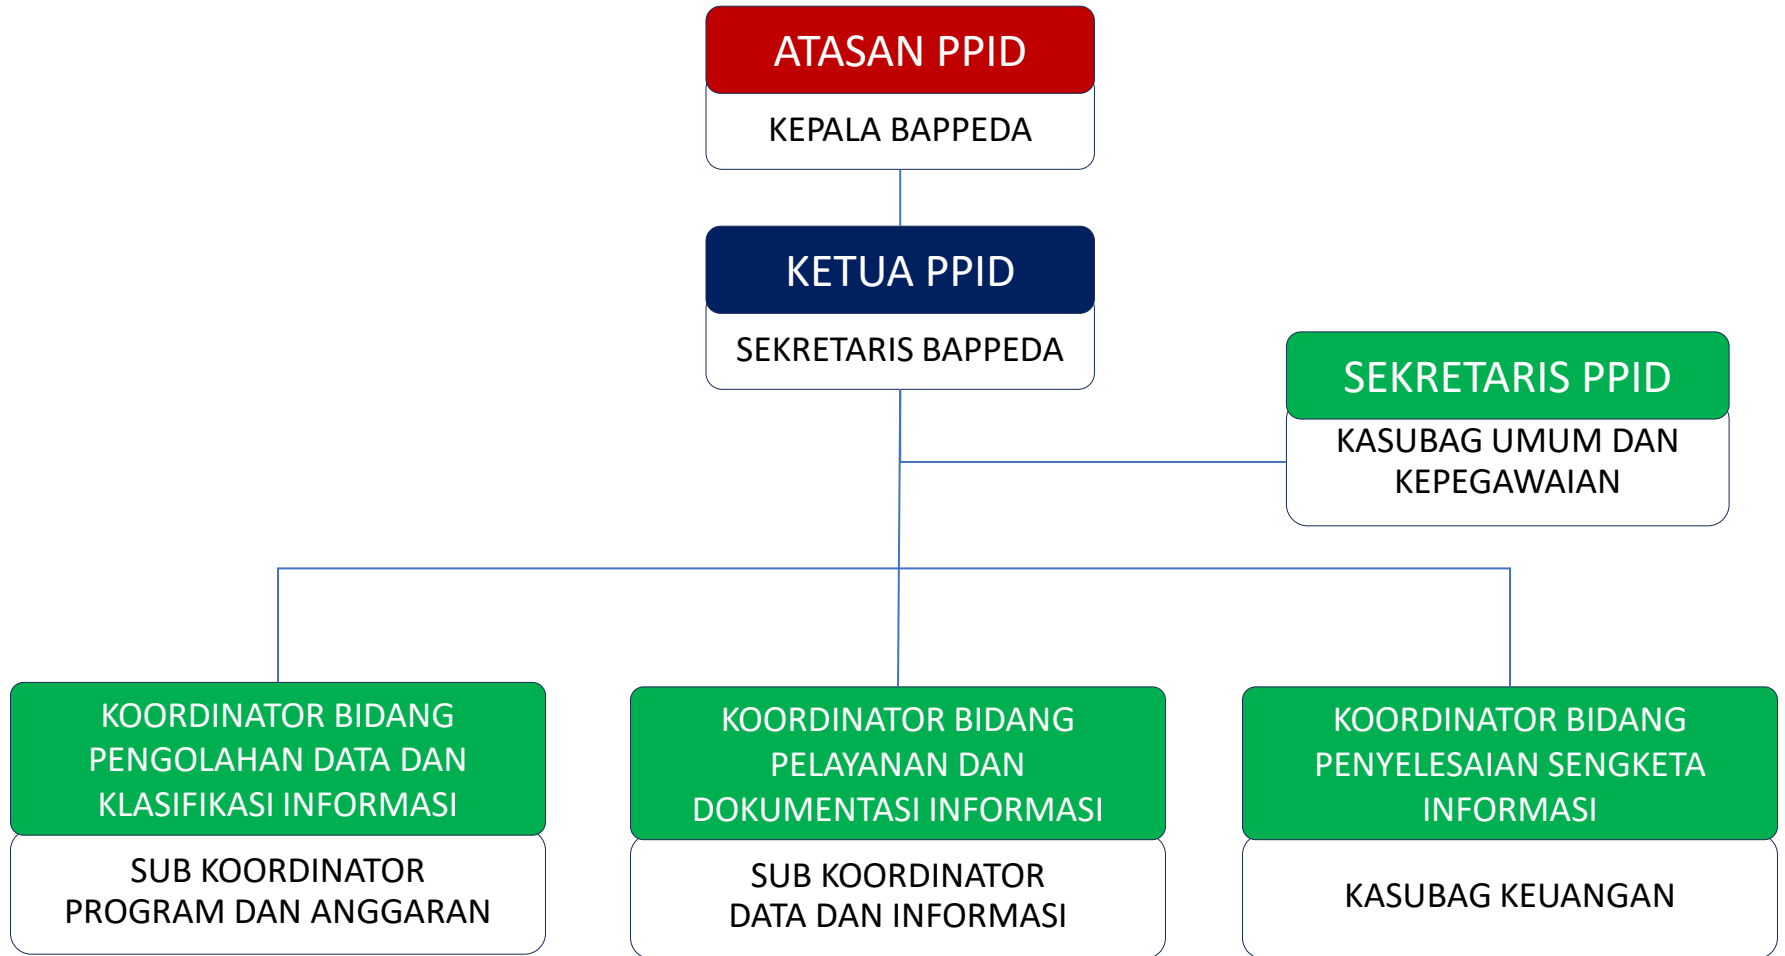 ATASAN PPID
KEPALA BAPPEDA
KETUA PPID
SEKRETARIS BAPPEDA
SEKRETARIS PPID
KASUBAG UMUM DAN
KEPEGAWAIAN
KOORDINATOR BIDANG
PENGOLAHAN DATA DAN
KLASIFIKASI INFORMASI
SUB KOORDINATOR
PROGRAM DAN ANGGARAN
KOORDINATOR BIDANG
PELAYANAN DAN
DOKUMENTASI INFORMASI
SUB KOORDINATOR
DATA DAN INFORMASI
KOORDINATOR BIDANG
PENYELESAIAN SENGKETA
INFORMASI
KASUBAG KEUANGAN